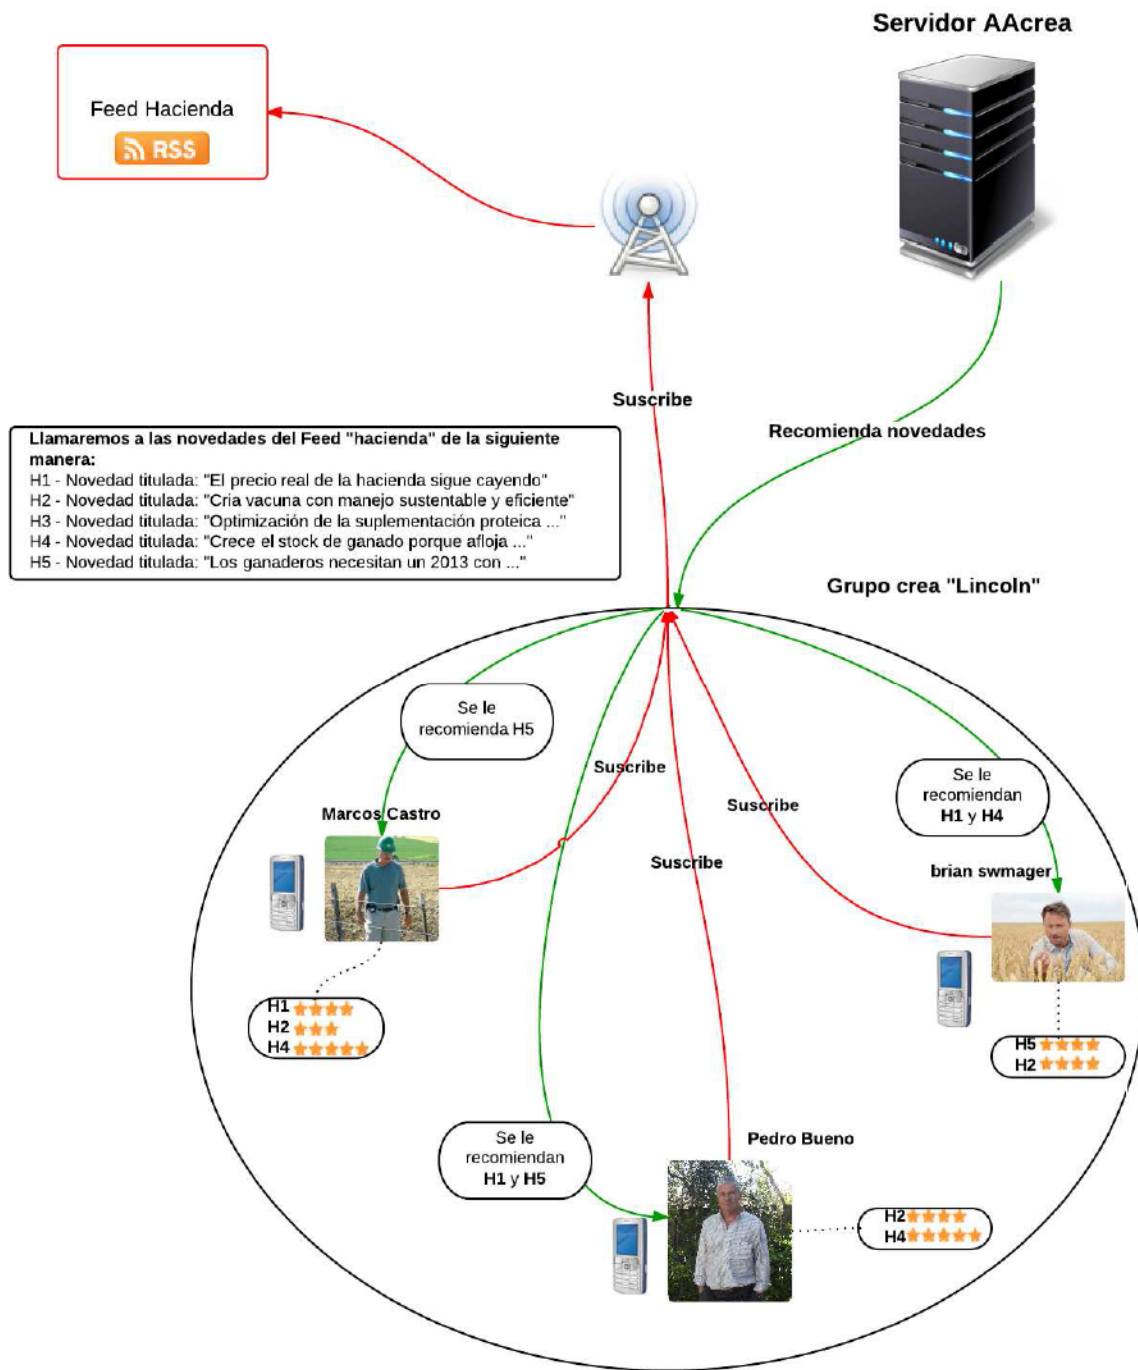 Servidor AAcrea
Feed Hacienda
RSS
Suscribe
Recomienda novedades
Llamaremos a las novedades del Feed "hacienda" de la siguiente
manera:
H1 - Novedad titulada: "El precio real de la hacienda sigue cayendo"
H2 - Novedad titulada: "Cria vacuna con manejo sustentable y eficiente"
H3 - Novedad titulada: "Optimización de la suplementación proteica ..."
H4 - Novedad titulada: "Crece el stock de ganado porque afloja ..."
H5 - Novedad titulada: "Los ganaderos necesitan un 2013 con ..."
Grupo crea "Lincoln"
Se le
recomienda H5
Suscribe
Suscribe
Suscribe
Se le
recomiendan
H1 y H4
Marcos Castro
brian swmager
H1
H2
H4
H5
H2
Se le
recomiendan
H1 y H5
Pedro Bueno
H2
H4